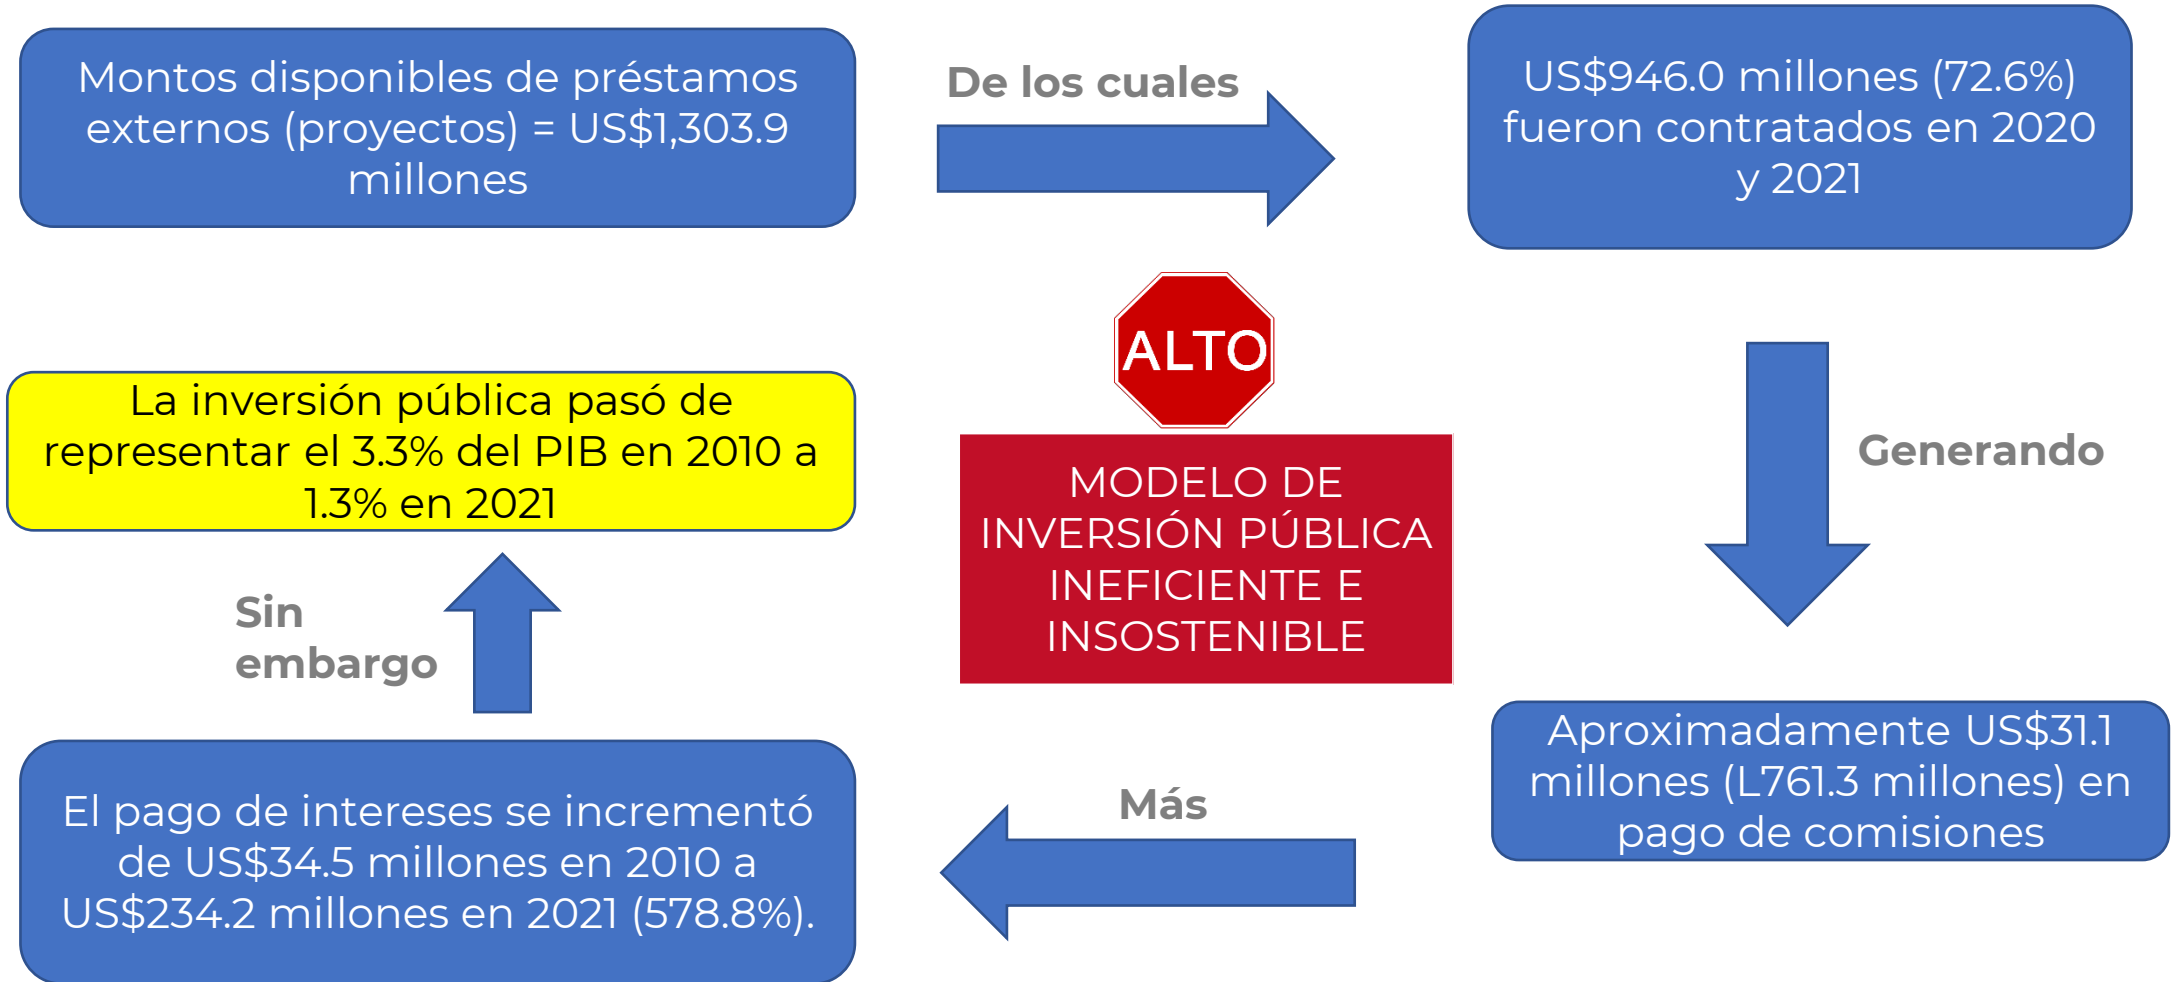 Montos disponibles de préstamos
externos (proyectos) = US$1,303.9
millones
De los cuales
US$946.0 millones (72.6%)
fueron contratados en 2020
y 2021
Generando
Aproximadamente US$31.1
millones (L761.3 millones) en
pago de comisiones
Más
El pago de intereses se incrementó
de US$34.5 millones en 2010 a
US$234.2 millones en 2021 (578.8%).
Sin
embargo
La inversión pública pasó de
representar el 3.3% del PIB en 2010 a
1.3% en 2021
ALTO
MODELO DE
INVERSIÓN PÚBLICA
INEFICIENTE E
INSOSTENIBLE